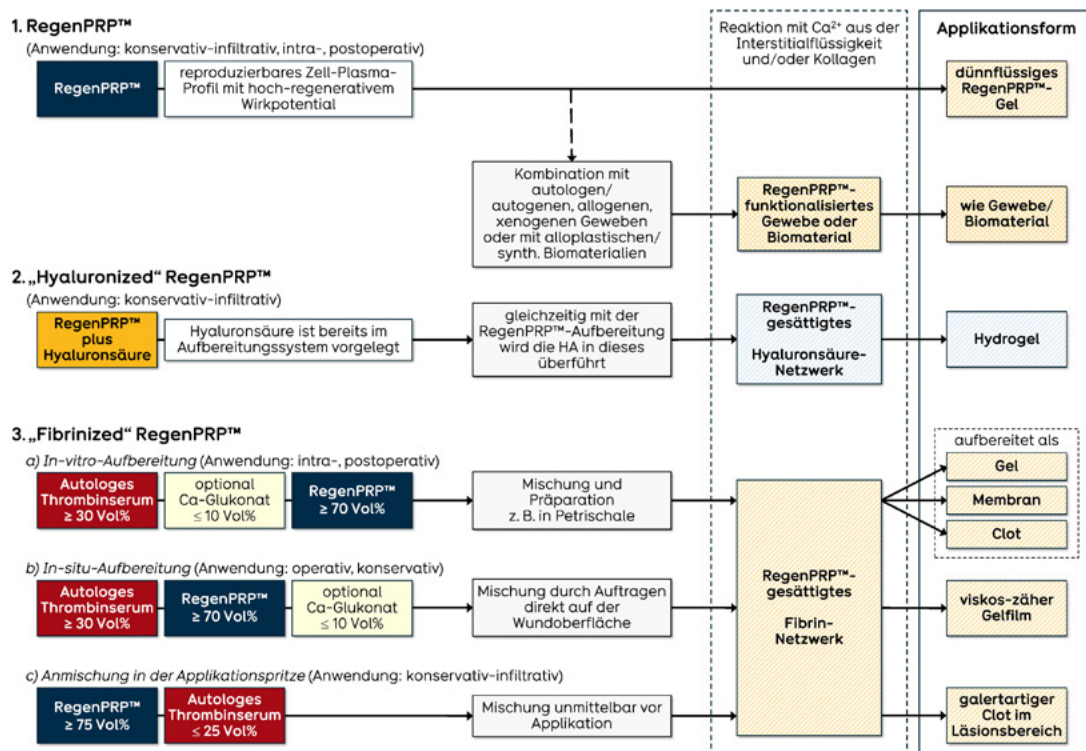 1. RegenPRP™
(Anwendung: konservativ-infiltrativ, intra-, postoperativ)
Reaktion mit Ca²⁺ aus der
Interstitialflüssigkeit
und/oder Kollagen
Applikationsform
RegenPRP™
reproduzierbares Zell-Plasma-
Profil mit hoch-regenerativem
Wirkpotential
dünnflüssiges
RegenPRP™-
Gel
Kombination mit
autologen/
autogenen, allogenen,
xenogenen Geweben
oder mit alloplastischen/
synth. Biomaterialien
RegenPRP™-
funktionalisiertes
Gewebe oder
Biomaterial
wie Gewebe/
Biomaterial
2. „Hyaluronized“ RegenPRP™
(Anwendung: konservativ-infiltrativ)
RegenPRP™
plus
Hyaluronsäure
Hyaluronsäure ist bereits im
Aufbereitungssystem vorgelegt
gleichzeitig mit der
RegenPRP™-Aufbereitung
wird die HA in dieses
überführt
RegenPRP™-
gesättigtes
Hyaluronsäure-
Netzwerk
Hydrogel
3. „Fibrinized“ RegenPRP™
a) In-vitro-Aufbereitung (Anwendung: intra-, postoperativ)
Autologes
Thrombinserum
≥ 30 Vol%
optional
Ca-Glukonat
≤ 10 Vol%
RegenPRP™
≥ 70 Vol%
Mischung und
Präparation
z. B. in Petrischale
aufbereitet als
Gel
Membran
Clot
b) In-situ-Aufbereitung (Anwendung: operativ, konservativ)
Autologes
Thrombinserum
≥ 30 Vol%
RegenPRP™
≥ 70 Vol%
optional
Ca-Glukonat
≤ 10 Vol%
Mischung durch Auftragen
direkt auf der
Wundoberfläche
RegenPRP™-
gesättigtes
Fibrin-
Netzwerk
viskos-zäher
Gelfilm
c) Anmischung in der Applikationspritze (Anwendung: konservativ-infiltrativ)
RegenPRP™
≥ 75 Vol%
Autologes
Thrombinserum
≤ 25 Vol%
Mischung unmittelbar vor
Applikation
galertartiger
Clot im
Läsionsbereich